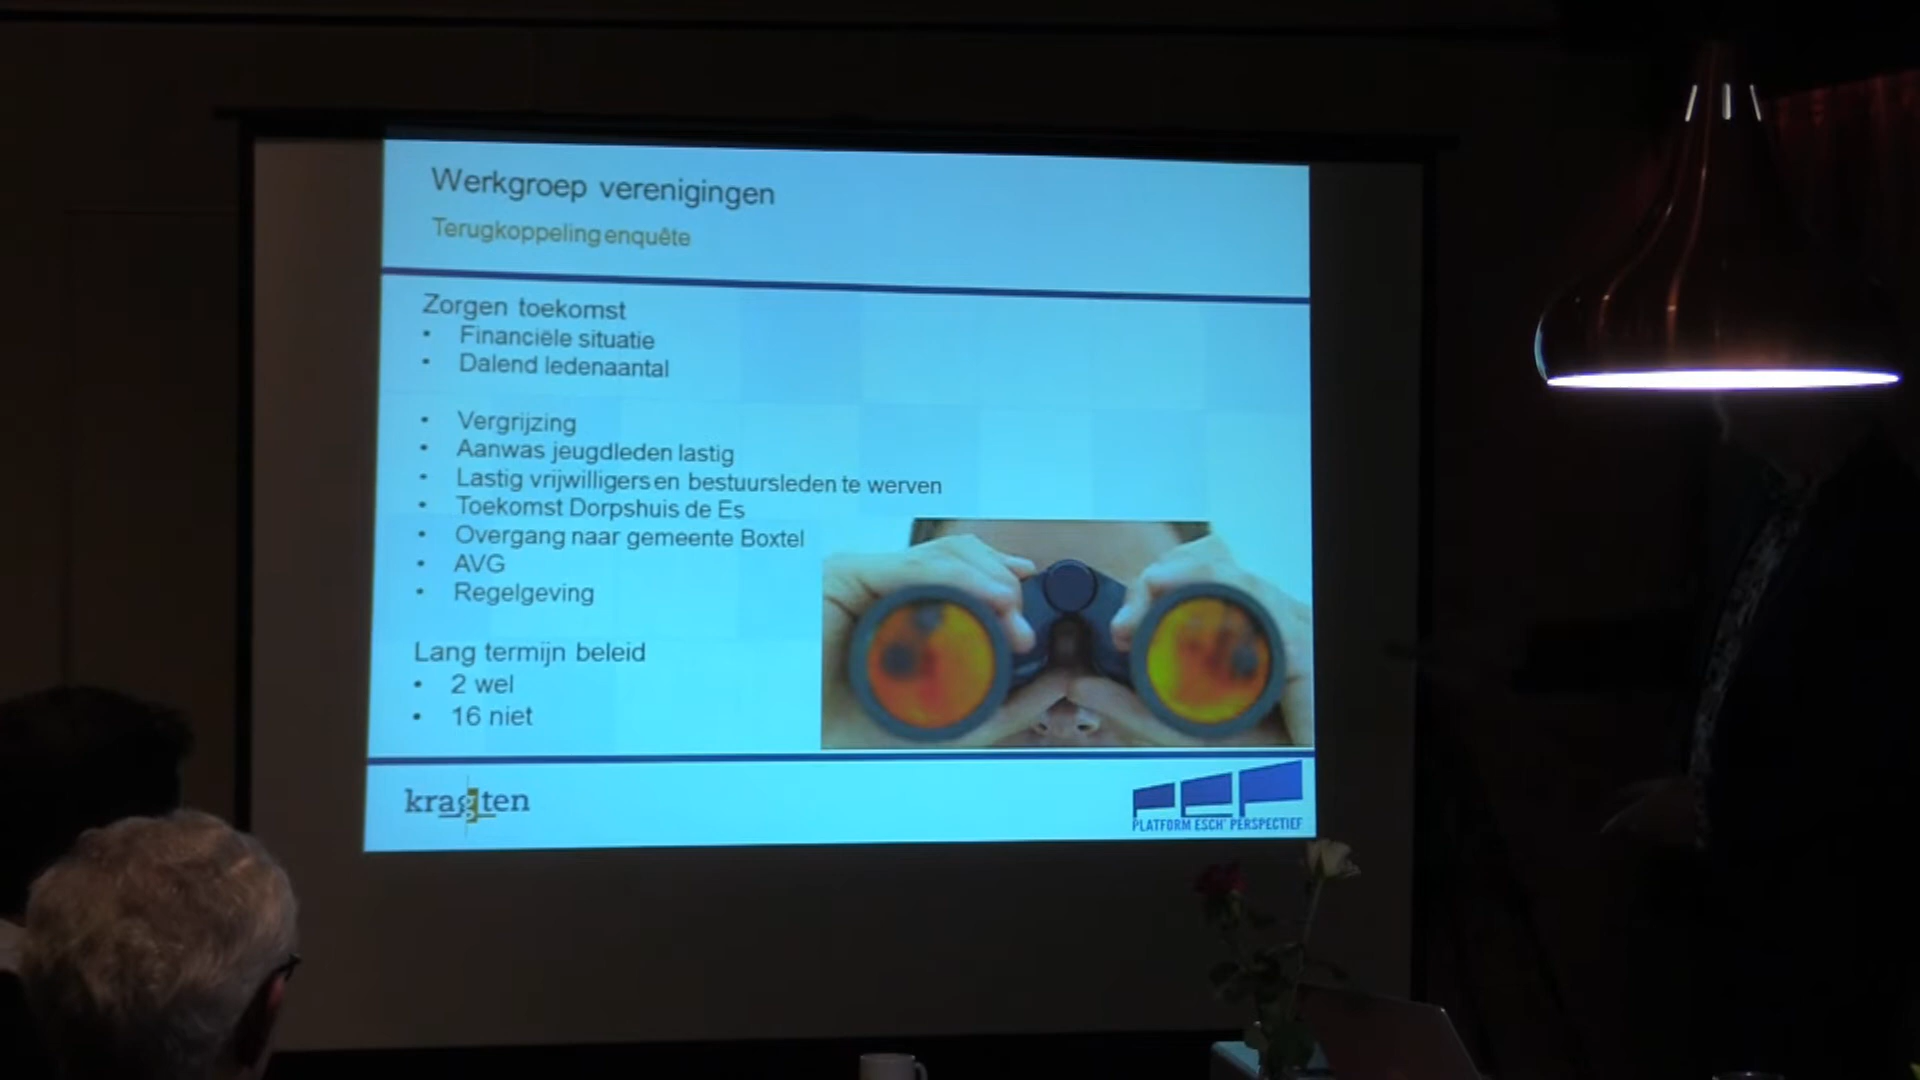 Werkgroep verenigingen
Terugkoppeling enquête
Zorgen toekomst
• Financiële situatie
• Dalend ledenaantal
• Vergrijzing
• Aanwas jeugdleden lastig
• Lastig vrijwilligers en bestuursleden te werven
• Toekomst Dorpshuis de Es
• Overgang naar gemeente Boxtel
• AVG
• Regelgeving
Lang termijn beleid
• 2 wel
• 16 niet
kragten
PEP
PLATFORM ESCH' PERSPECTIEF